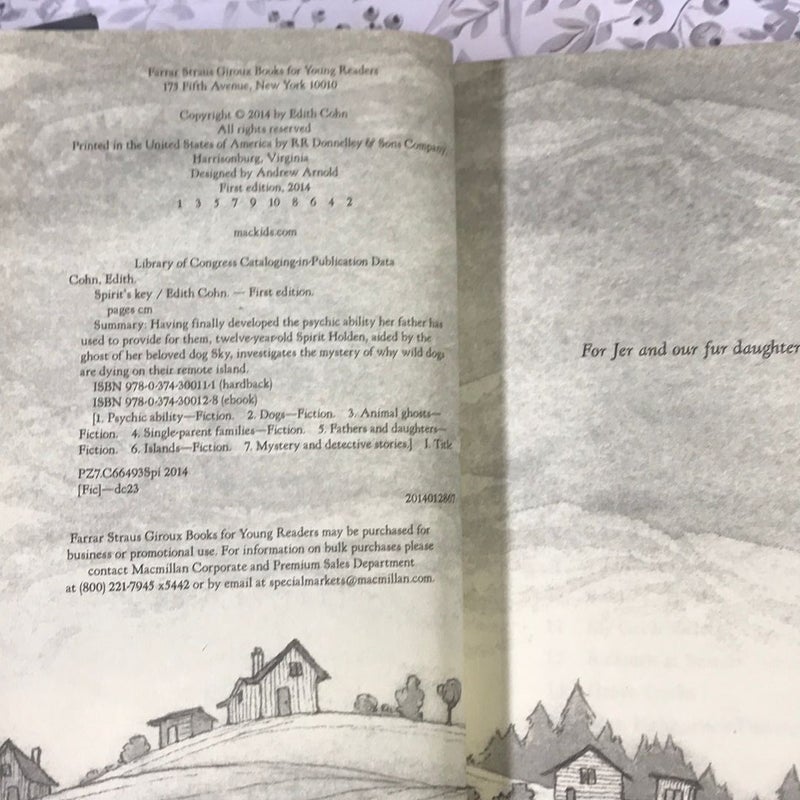 Farrar Straus Giroux Books for Young Readers
175 Fifth Avenue, New York 10010
Copyright © 2014 by Edith Cohn
All rights reserved
Printed in the United States of America by RR Donnelley & Sons Company,
Harrisonburg, Virginia
Designed by Andrew Arnold
First edition, 2014
1 3 5 7 9 10 8 6 4 2
mackids.com
Library of Congress Cataloging-in-Publication Data
Cohn, Edith.
Spirit's key / Edith Cohn. — First edition.
pages cm
Summary: Having finally developed the psychic ability her father has
used to provide for them, twelve-year-old Spirit Holden, aided by the
ghost of her beloved dog Sky, investigates the mystery of why wild dogs
are dying on their remote island.
ISBN 978-0-374-30011-1 (hardback)
ISBN 978-0-374-30012-8 (ebook)
[1. Psychic ability—Fiction. 2. Dogs—Fiction. 3. Animal ghosts—
Fiction. 4. Single-parent families—Fiction. 5. Fathers and daughters—
Fiction. 6. Islands—Fiction. 7. Mystery and detective stories.] I. Title
PZ7.C66493Spi 2014
[Fic]—dc23
2014012867
Farrar Straus Giroux Books for Young Readers may be purchased for
business or promotional use. For information on bulk purchases please
contact Macmillan Corporate and Premium Sales Department
at (800) 221-7945 x5442 or by email at specialmarkets@macmillan.com.
For Jer and our fur daughter